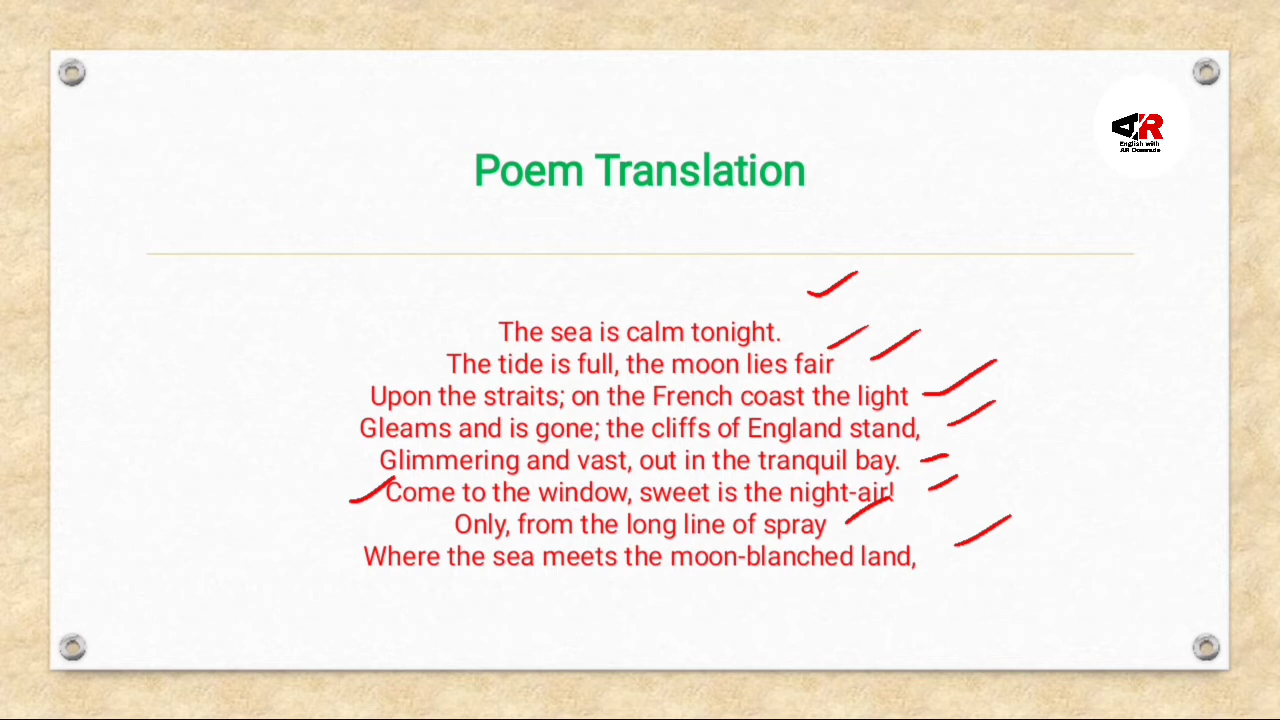 AR
English with
Poem Translation
The sea is calm tonight.
The tide is full, the moon lies fair
Upon the straits; on the French coast the light
Gleams and is gone; the cliffs of England stand,
Glimmering and vast, out in the tranquil bay.
Come to the window, sweet is the night-air!
Only, from the long line of spray
Where the sea meets the moon-blanched land,